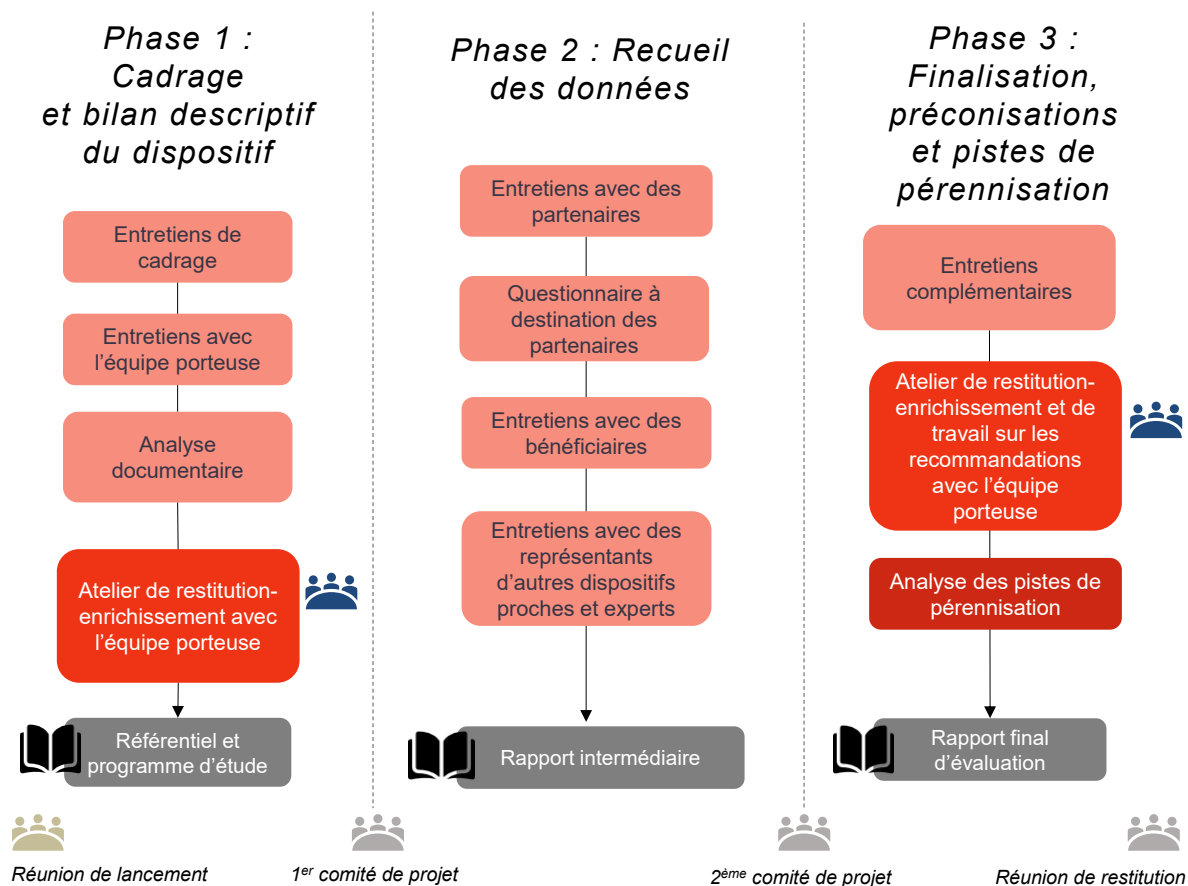 Phase 1 :
Cadrage
et bilan descriptif
du dispositif
Entretiens de
cadrage
Entretiens avec
l'équipe porteuse
Analyse
documentaire
Atelier de restitution-
enrichissement avec
l'équipe porteuse
Référentiel et
programme d'étude
Phase 2 : Recueil
des données
Entretiens avec des
partenaires
Questionnaire à
destination des
partenaires
Entretiens avec des
bénéficiaires
Entretiens avec des
représentants
d'autres dispositifs
proches et experts
Rapport intermédiaire
Phase 3 :
Finalisation,
préconisations
et pistes de
pérennisation
Entretiens
complémentaires
Atelier de restitution-
enrichissement et de
travail sur les
recommandations
avec l'équipe
porteuse
Analyse des pistes de
pérennisation
Rapport final
d'évaluation
Réunion de lancement
1er comité de projet
2ème comité de projet
Réunion de restitution